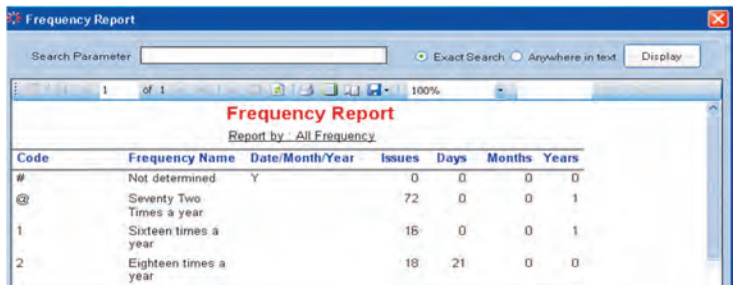 Frequency Report
Search Parameter Exact Search Anywhere in text Display
1 of 1 100%
Frequency Report
Report by : All Frequency
Code Frequency Name Date/Month/Year Issues Days Months Years
# Not determined Y 0 0 0 0
@ Seventy Two 72 0 0 1
Times a year
1 Sixteen times a 16 0 0 1
year
2 Eighteen times a 18 21 0 0
year